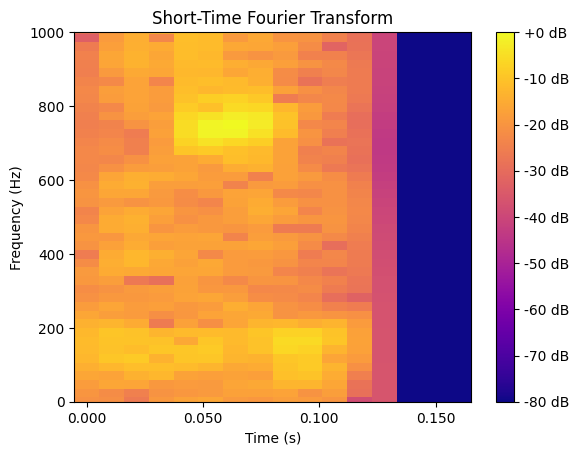 Short-Time Fourier Transform
1000
800
600
400
200
0
Frequency (Hz)
0.000
0.050
0.100
0.150
Time (s)
+0 dB
-10 dB
-20 dB
-30 dB
-40 dB
-50 dB
-60 dB
-70 dB
-80 dB